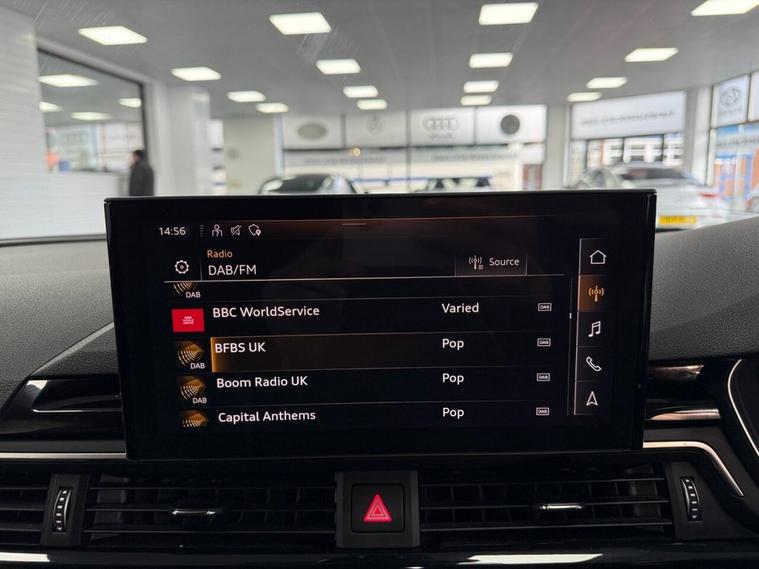 14:56
Radio
DAB/FM
Source
DAB
BBC WorldService Varied DAB
BFBS UK Pop DAB
DAB
Boom Radio UK Pop DAB
DAB
Capital Anthems Pop DAB